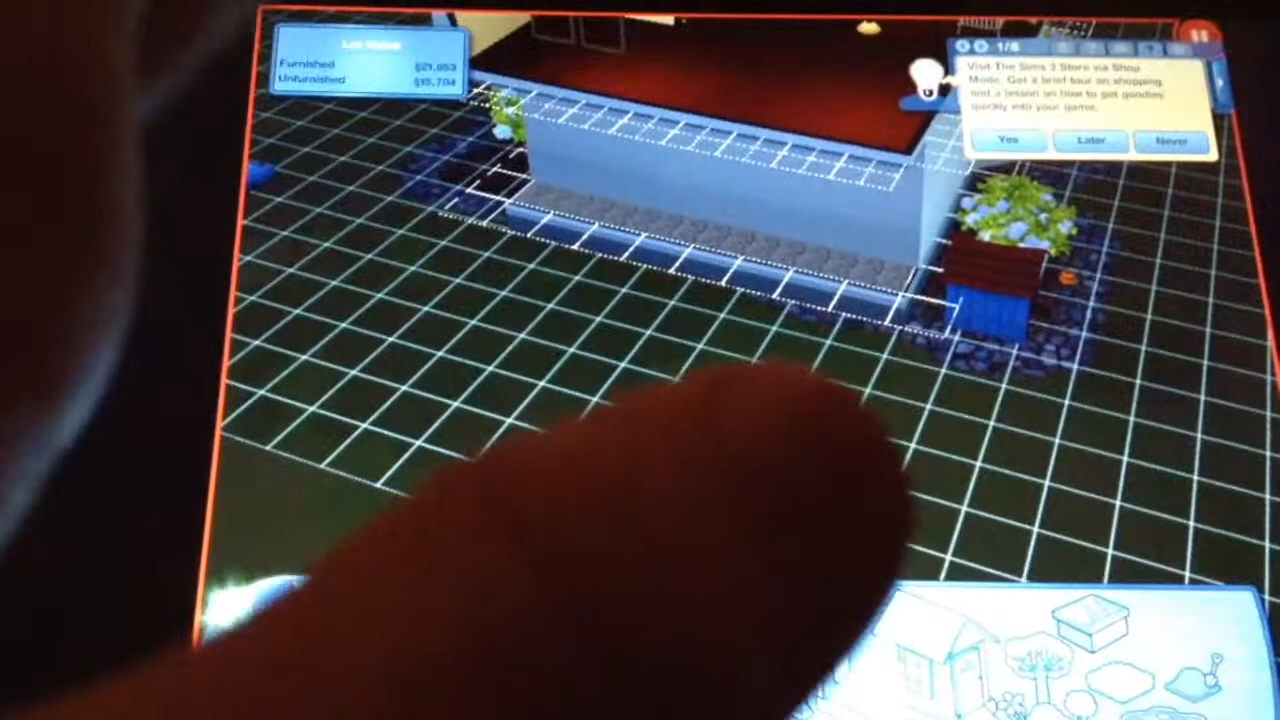 Lot Value
Furnished §21,853
Unfurnished §15,704
1/6
Visit The Sims 3 Store via Shop
Mode. Get a brief tour on shopping
and a lesson on how to get goodies
quickly into your game.
Yes Later Never